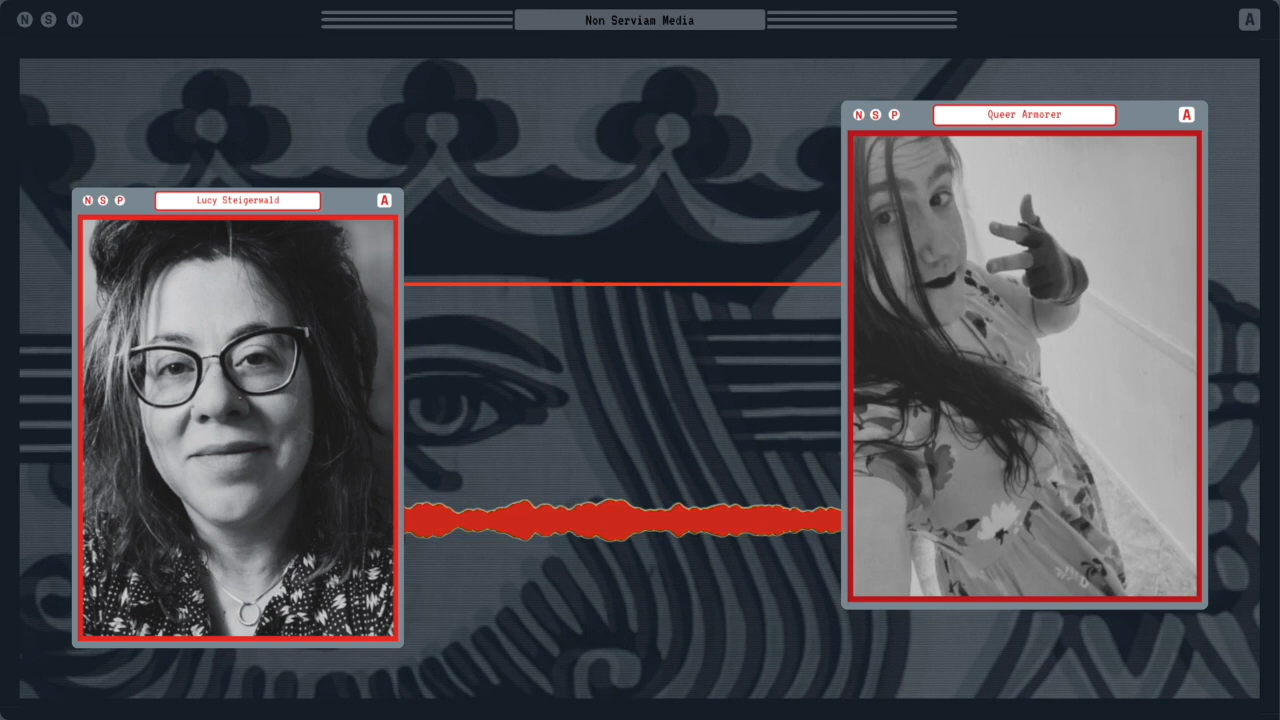 N S N
Non Serviam Media
A
N S P
Queer Armorer
A
N S P
Lucy Steigerwald
A